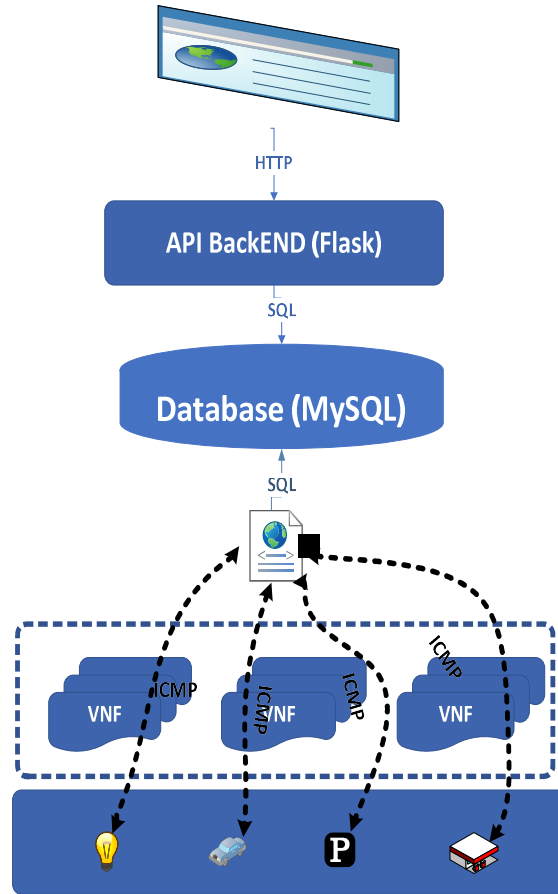 HTTP
API BackEND (Flask)
SQL
Database (MySQL)
SQL
ICMP
ICMP
ICMP
ICMP
VNF
VNF
VNF
P